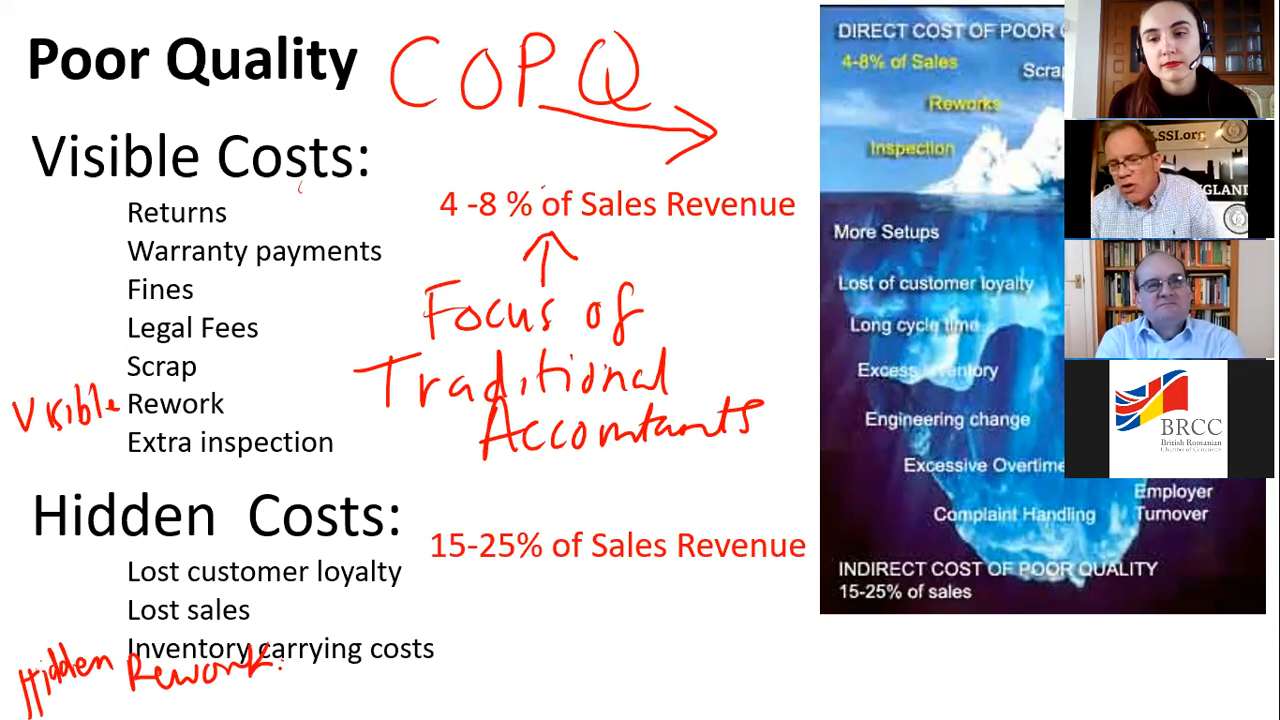 Poor Quality
COPQ
Visible Costs:
Returns
Warranty payments
Fines
Legal Fees
Scrap
Visible Rework
Extra inspection
4 -8 % of Sales Revenue
Focus of
Traditional
Accountants
Hidden Costs:
15-25% of Sales Revenue
Lost customer loyalty
Lost sales
Inventory carrying costs
Hidden Rework.
DIRECT COST OF POOR
4-8% of Sales
Scrap
Reworks
Inspection
More Setups
Lost of customer loyalty
Long cycle time
Excess inventory
Engineering change
Excessive Overtime
Employer
Turnover
Complaint Handling
INDIRECT COST OF POOR QUALITY
15-25% of sales
LSSI.org
ENGLAND
BRCC
British Romanian
Chamber of Commerce